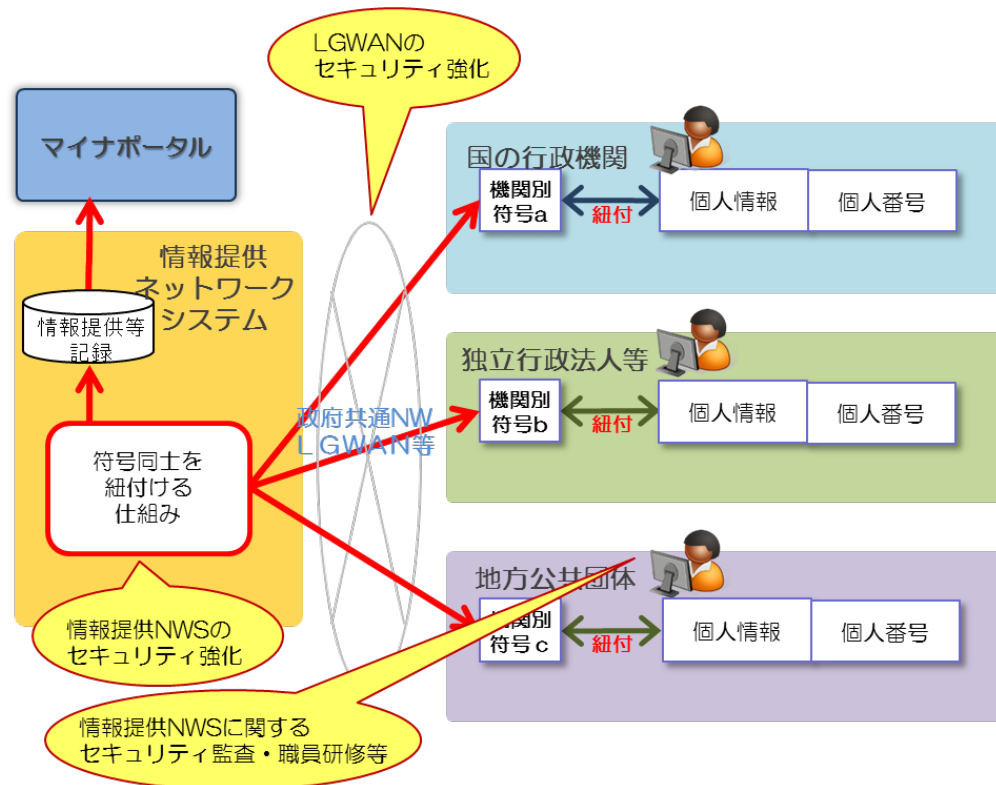 LGWANの
セキュリティ強化
マイナポータル
情報提供
ネットワーク
システム
情報提供等
記録
符号同士を
紐付ける
仕組み
情報提供NWSの
セキュリティ強化
政府共通NW
LGWAN等
国の行政機関
機関別
符号a
紐付
個人情報
個人番号
独立行政法人等
機関別
符号b
紐付
個人情報
個人番号
地方公共団体
機関別
符号c
紐付
個人情報
個人番号
情報提供NWSに関する
セキュリティ監査・職員研修等